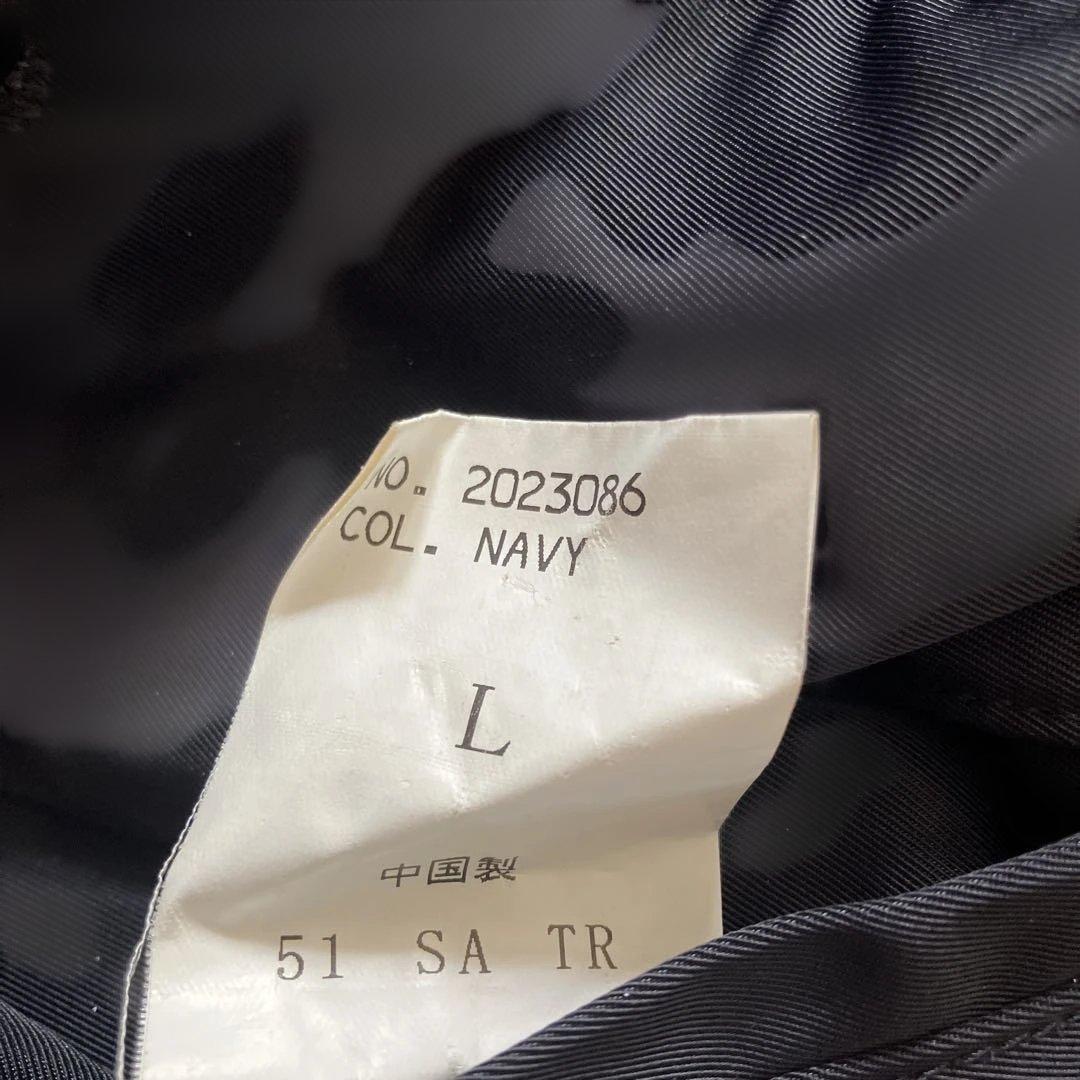 NO. 2023086
COL. NAVY
L
中国製
51 SA TR